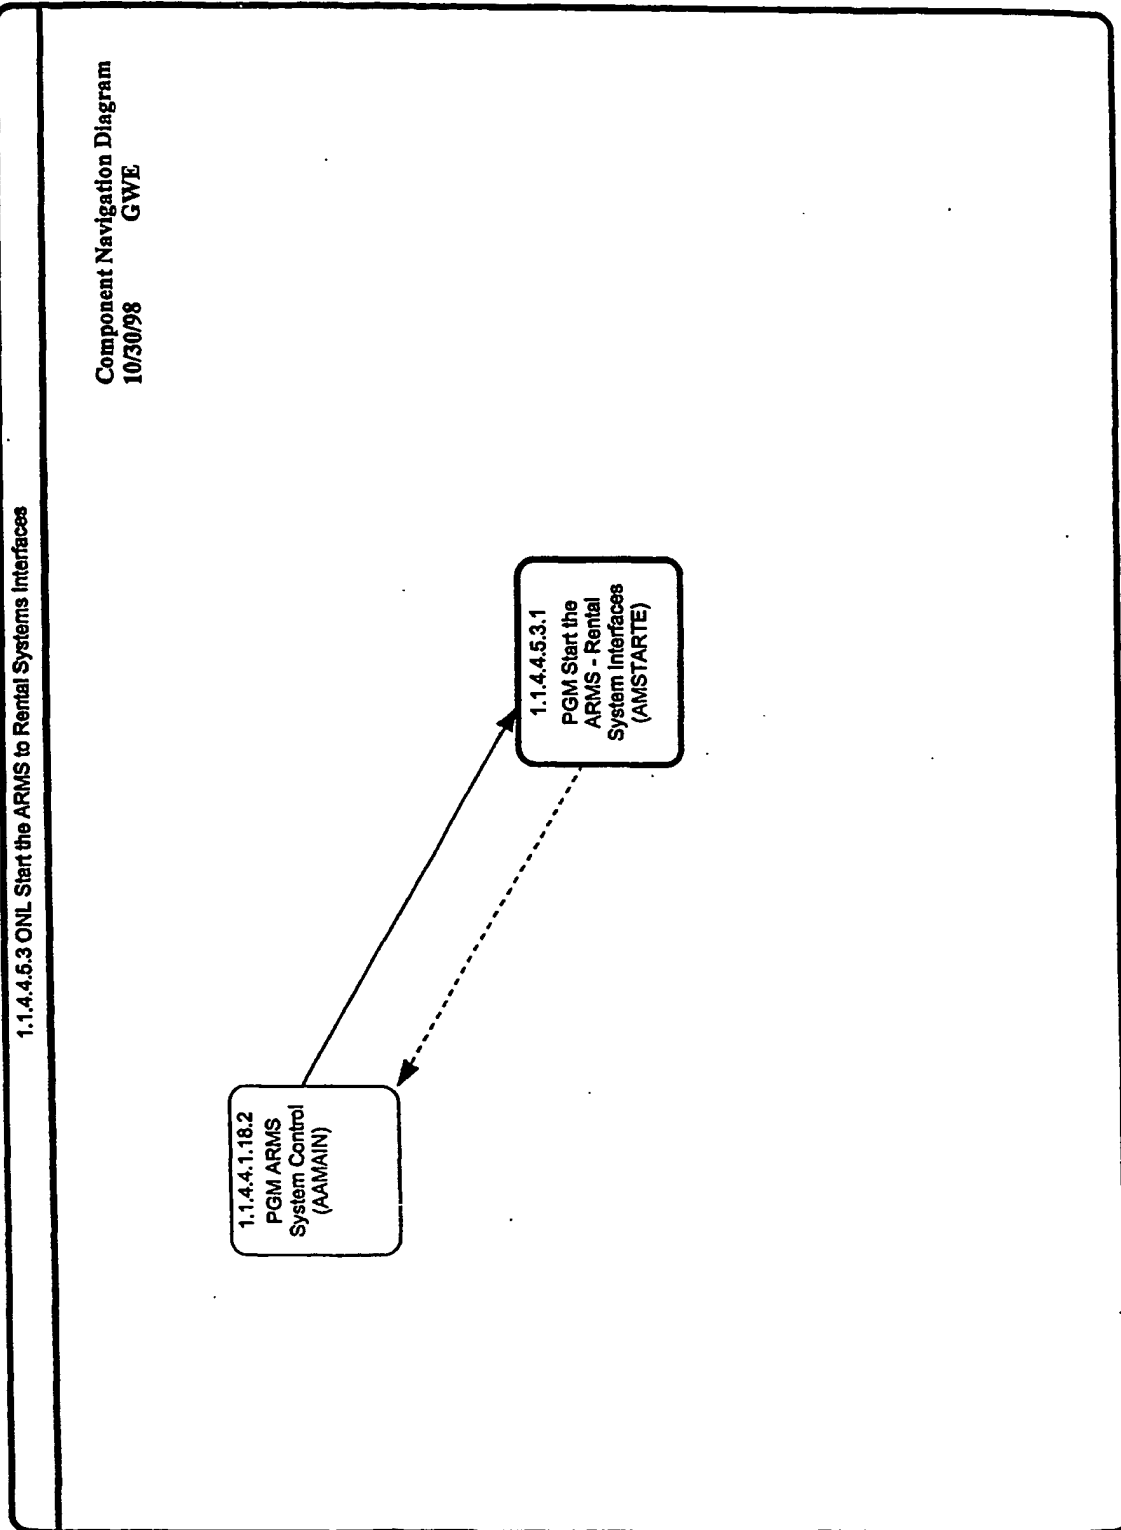 1.1.4.4.5.3 ONL Start the ARMS to Rental Systems Interfaces
Component Navigation Diagram
10/30/98 GWE
1.1.4.4.1.18.2
PGM ARMS
System Control
(AAMAIN)
1.1.4.4.5.3.1
PGM Start the
ARMS - Rental
System Interfaces
(AMSTARTE)